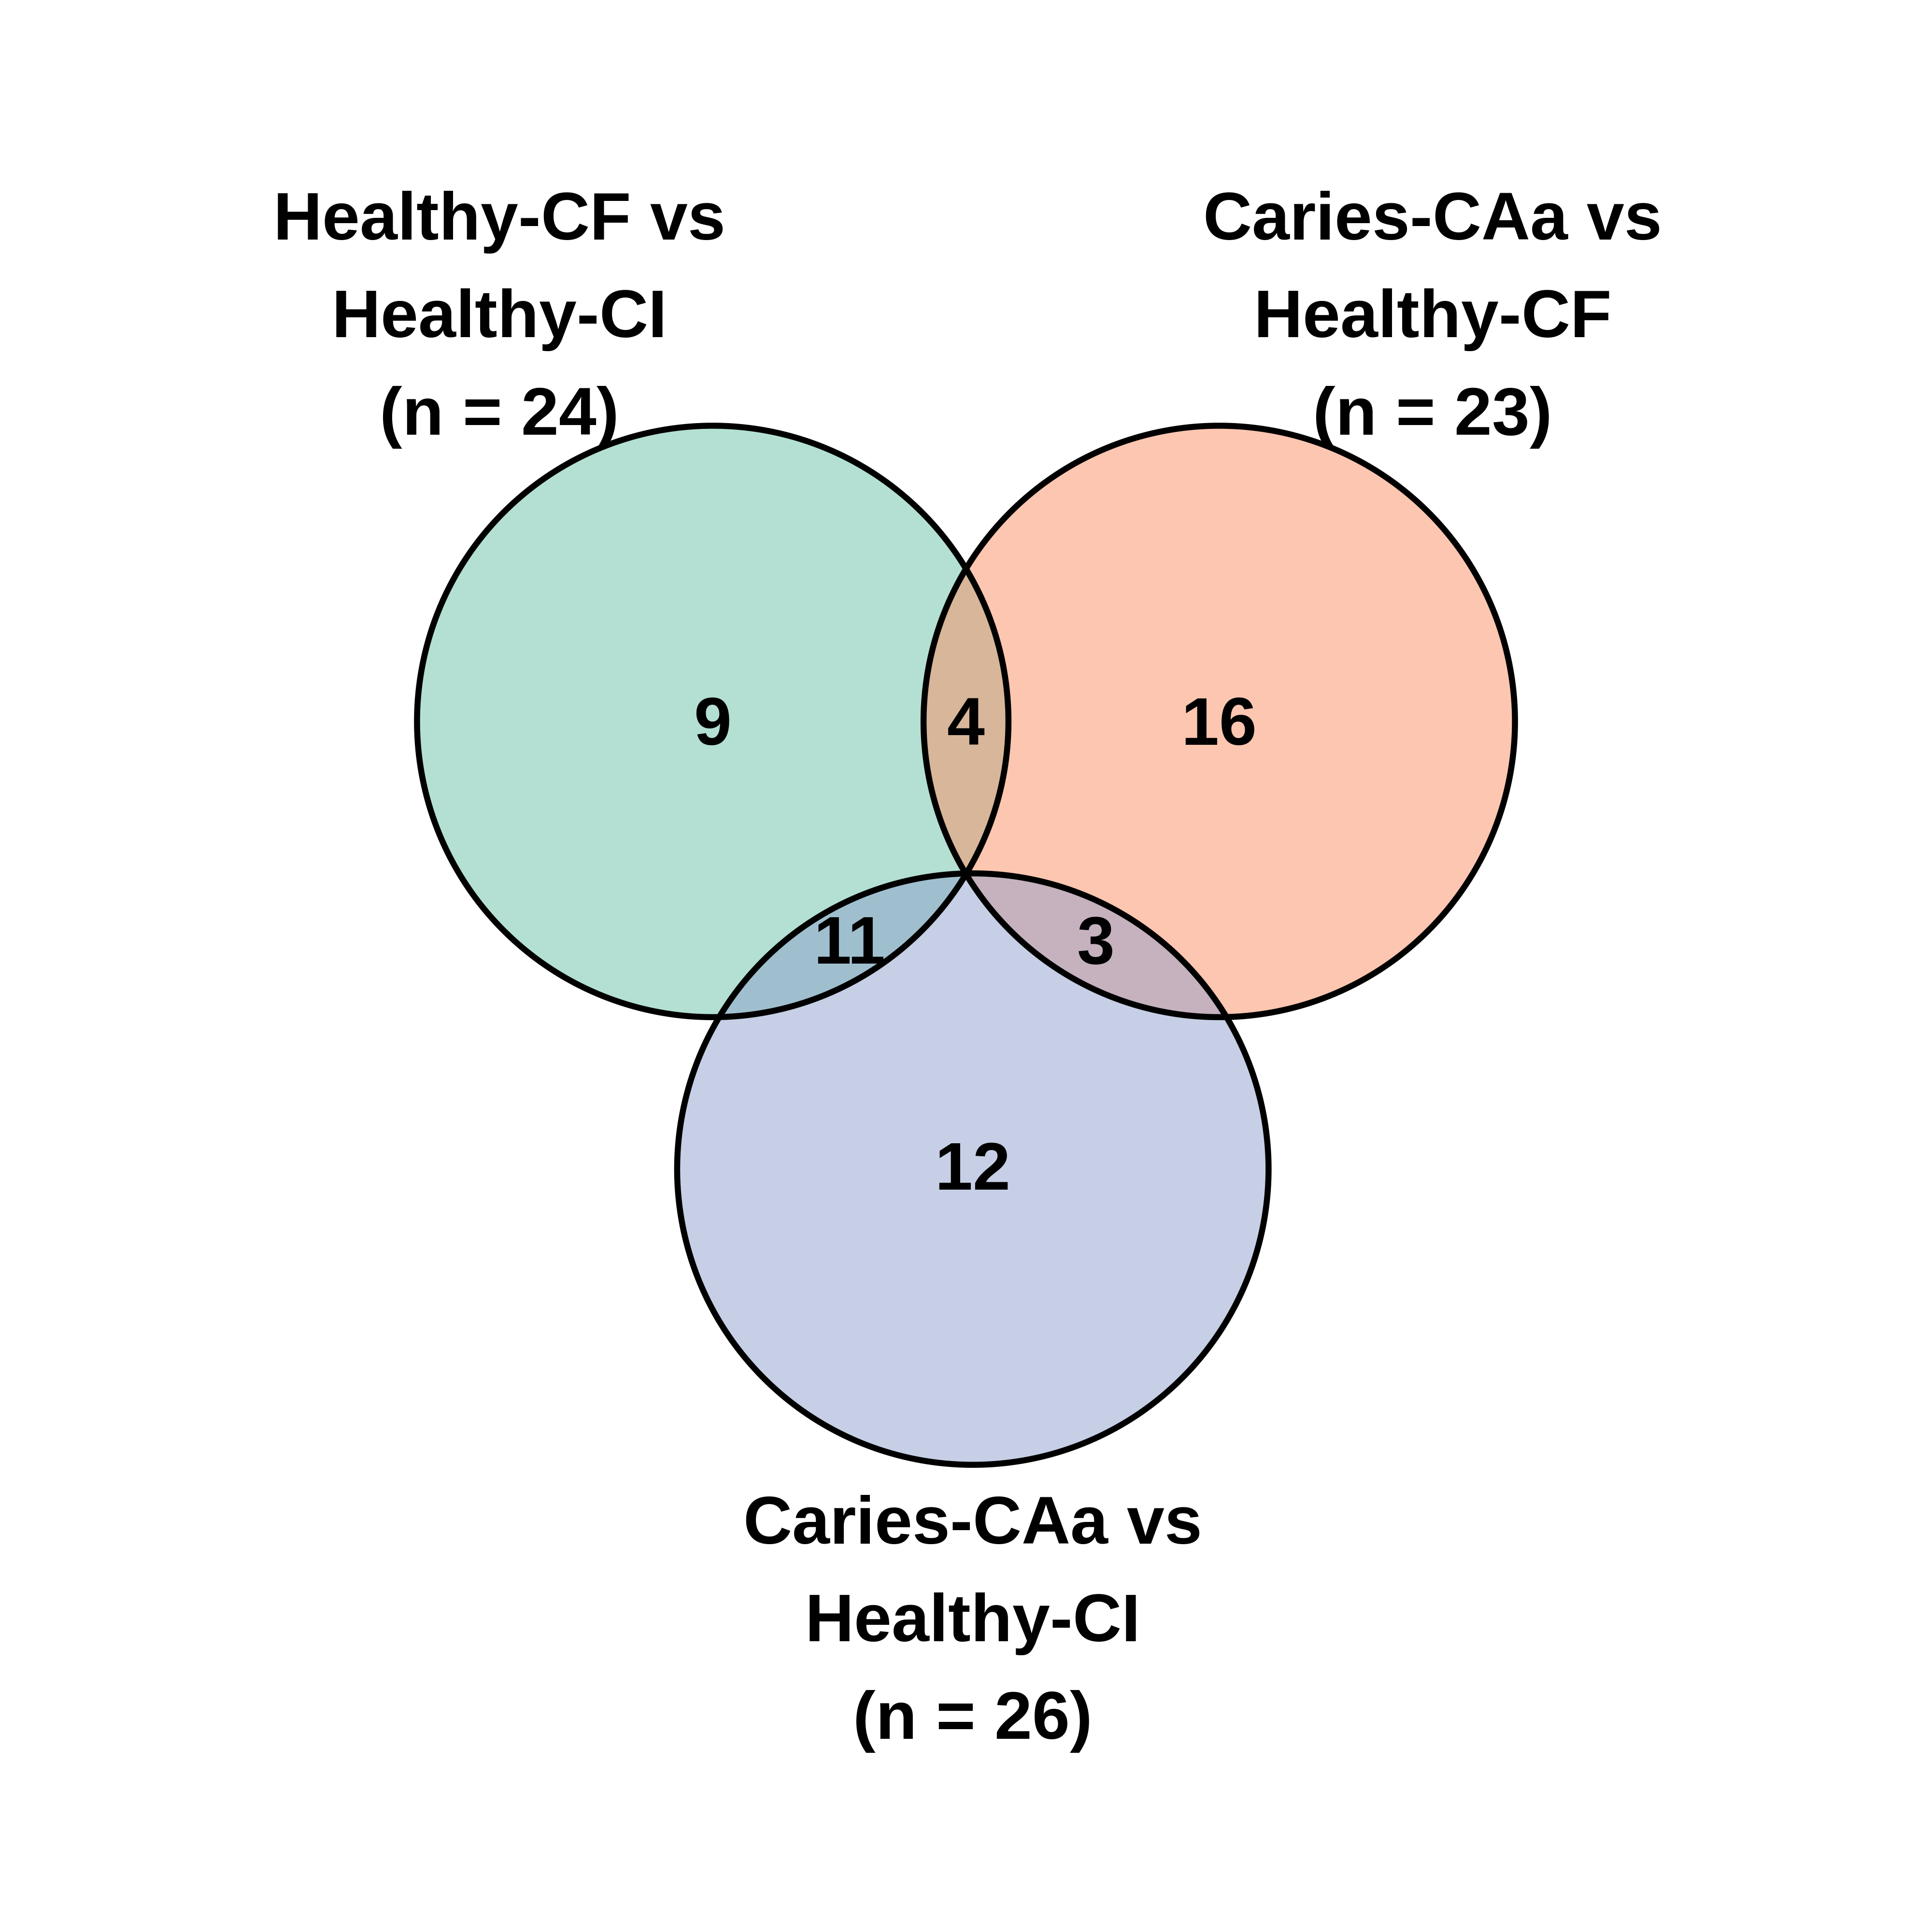 Healthy-CF vs
Healthy-CI
(n = 24)
Caries-CAa vs
Healthy-CF
(n = 23)
9
4
16
11
3
12
Caries-CAa vs
Healthy-CI
(n = 26)